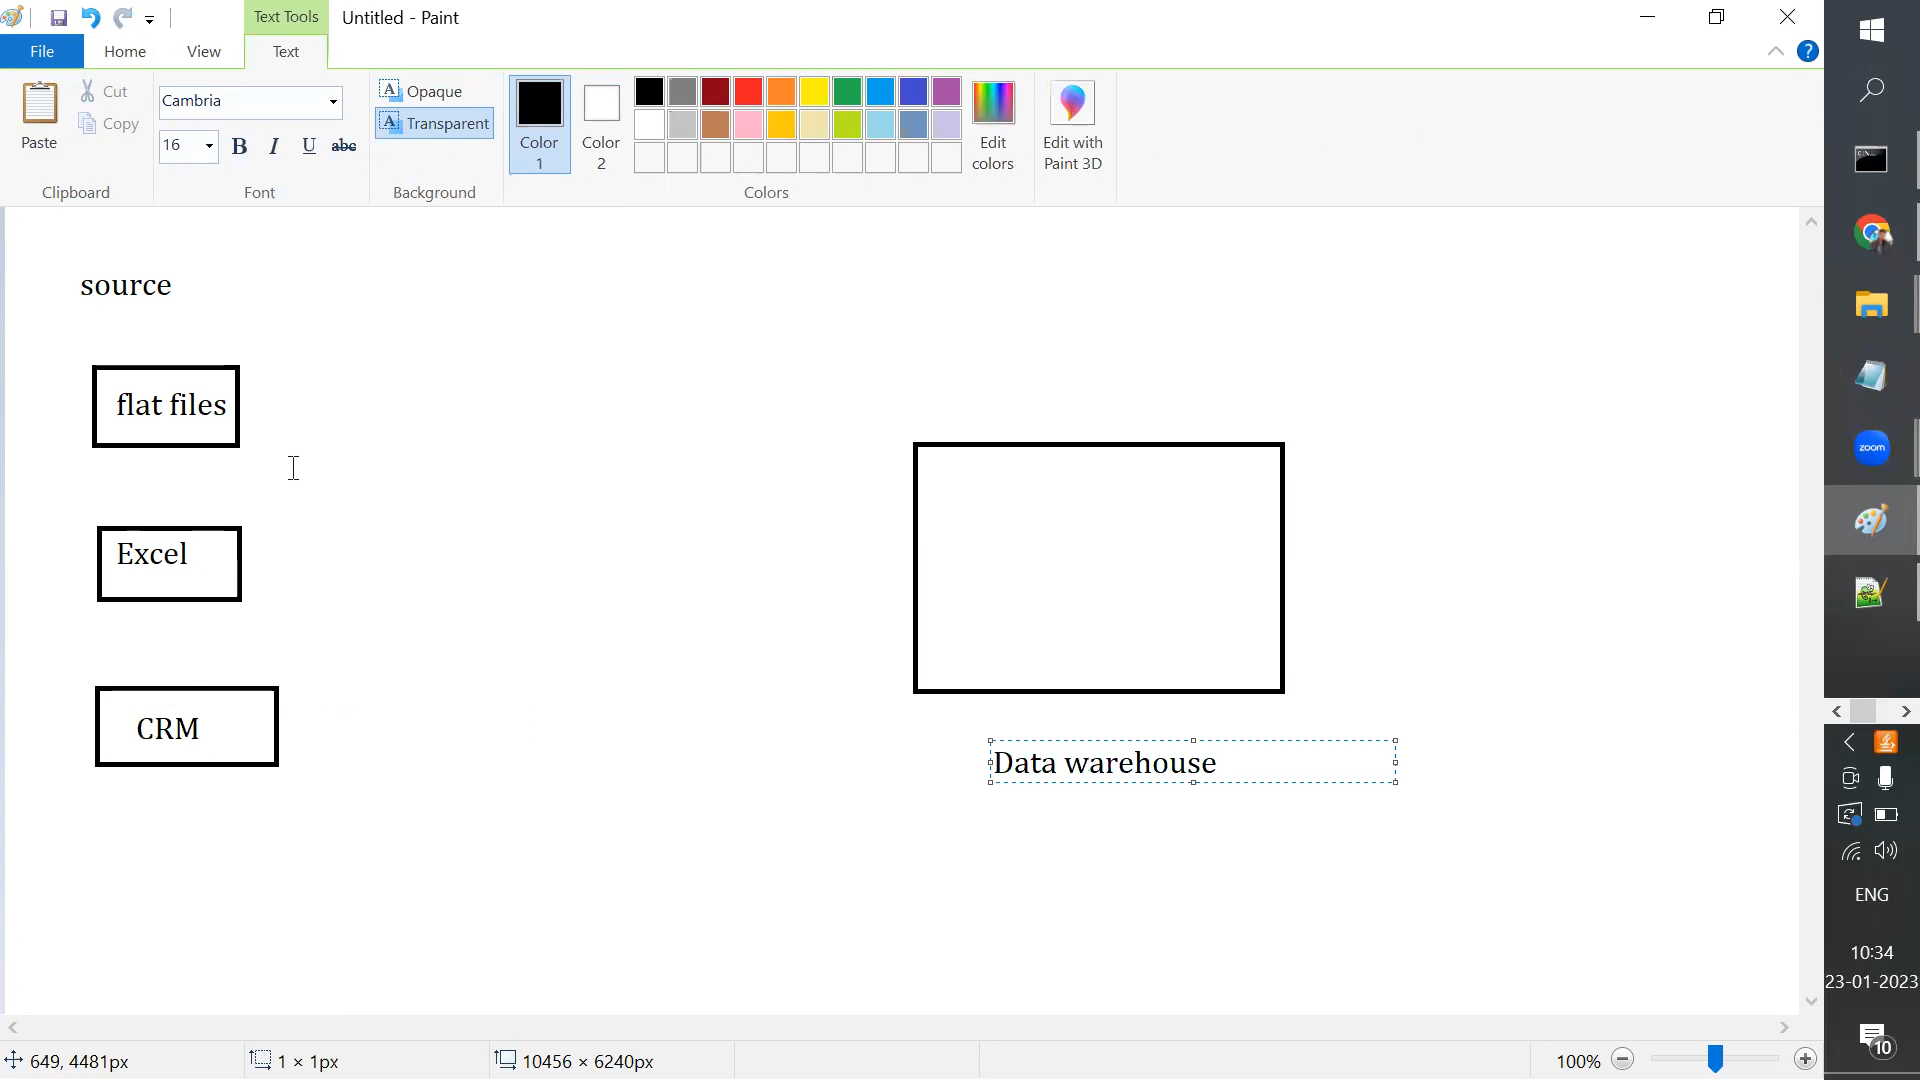 Text Tools
Untitled - Paint
File
Home
View
Text
Paste
Cut
Copy
Clipboard
Cambria
16
B
I
U
abc
Font
A Opaque
A Transparent
Background
Color 1
Color 2
Edit colors
Colors
Edit with Paint 3D
source
flat files
Excel
CRM
Data warehouse
zoom
ENG
10:34
23-01-2023
10
649, 4481px
1 × 1px
10456 × 6240px
100%